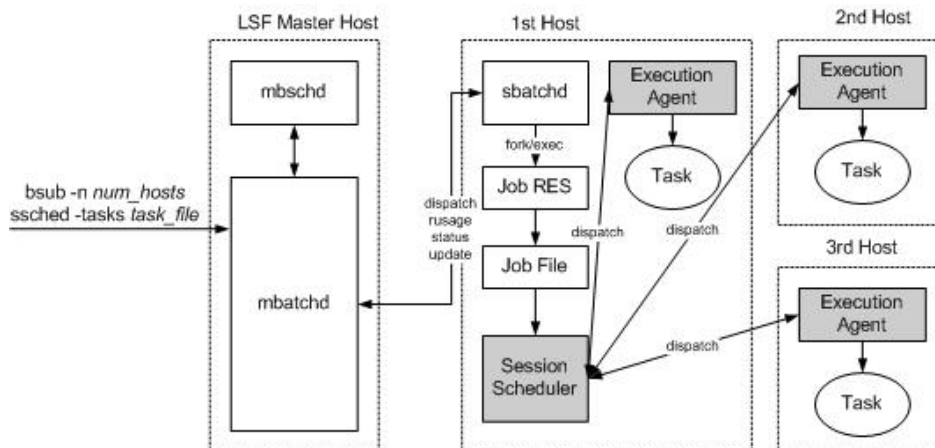 LSF Master Host
mbschd
bsub -n num_hosts
ssched -tasks task_file
mbatchd
dispatch
rusage
status
update
1st Host
sbatchd
fork/exec
Job RES
Job File
Session
Scheduler
Execution
Agent
Task
dispatch
dispatch
dispatch
2nd Host
Execution
Agent
Task
3rd Host
Execution
Agent
Task